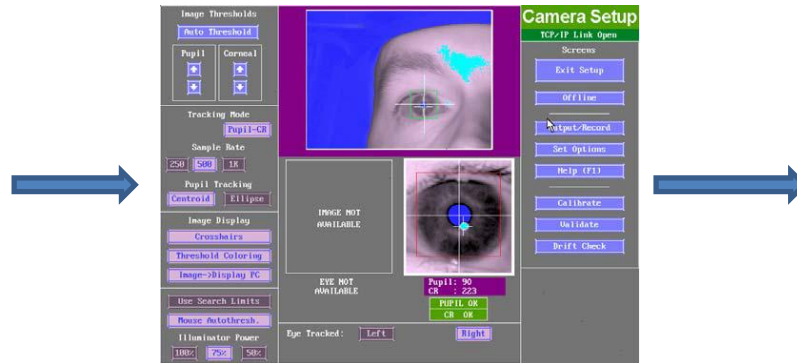 Image Thresholds
Auto Threshold
Pupil Corneal
Tracking Mode
Pupil-CR
Sample Rate
250 500 1K
Pupil Tracking
Centroid Ellipse
Image Display
Crosshairs
Threshold Coloring
Image->Display PC
Use Search Limits
Mouse Autothresh.
Illuminator Power
100% 75% 50%
IMAGE NOT
AVAILABLE
EYE NOT
AVAILABLE
Pupil: 90
CR : 223
PUPIL OK
CR OK
Eye Tracked: Left Right
Camera Setup
TCP/IP Link Open
Screens
Exit Setup
Offline
Output/Record
Set Options
Help (F1)
Calibrate
Validate
Drift Check